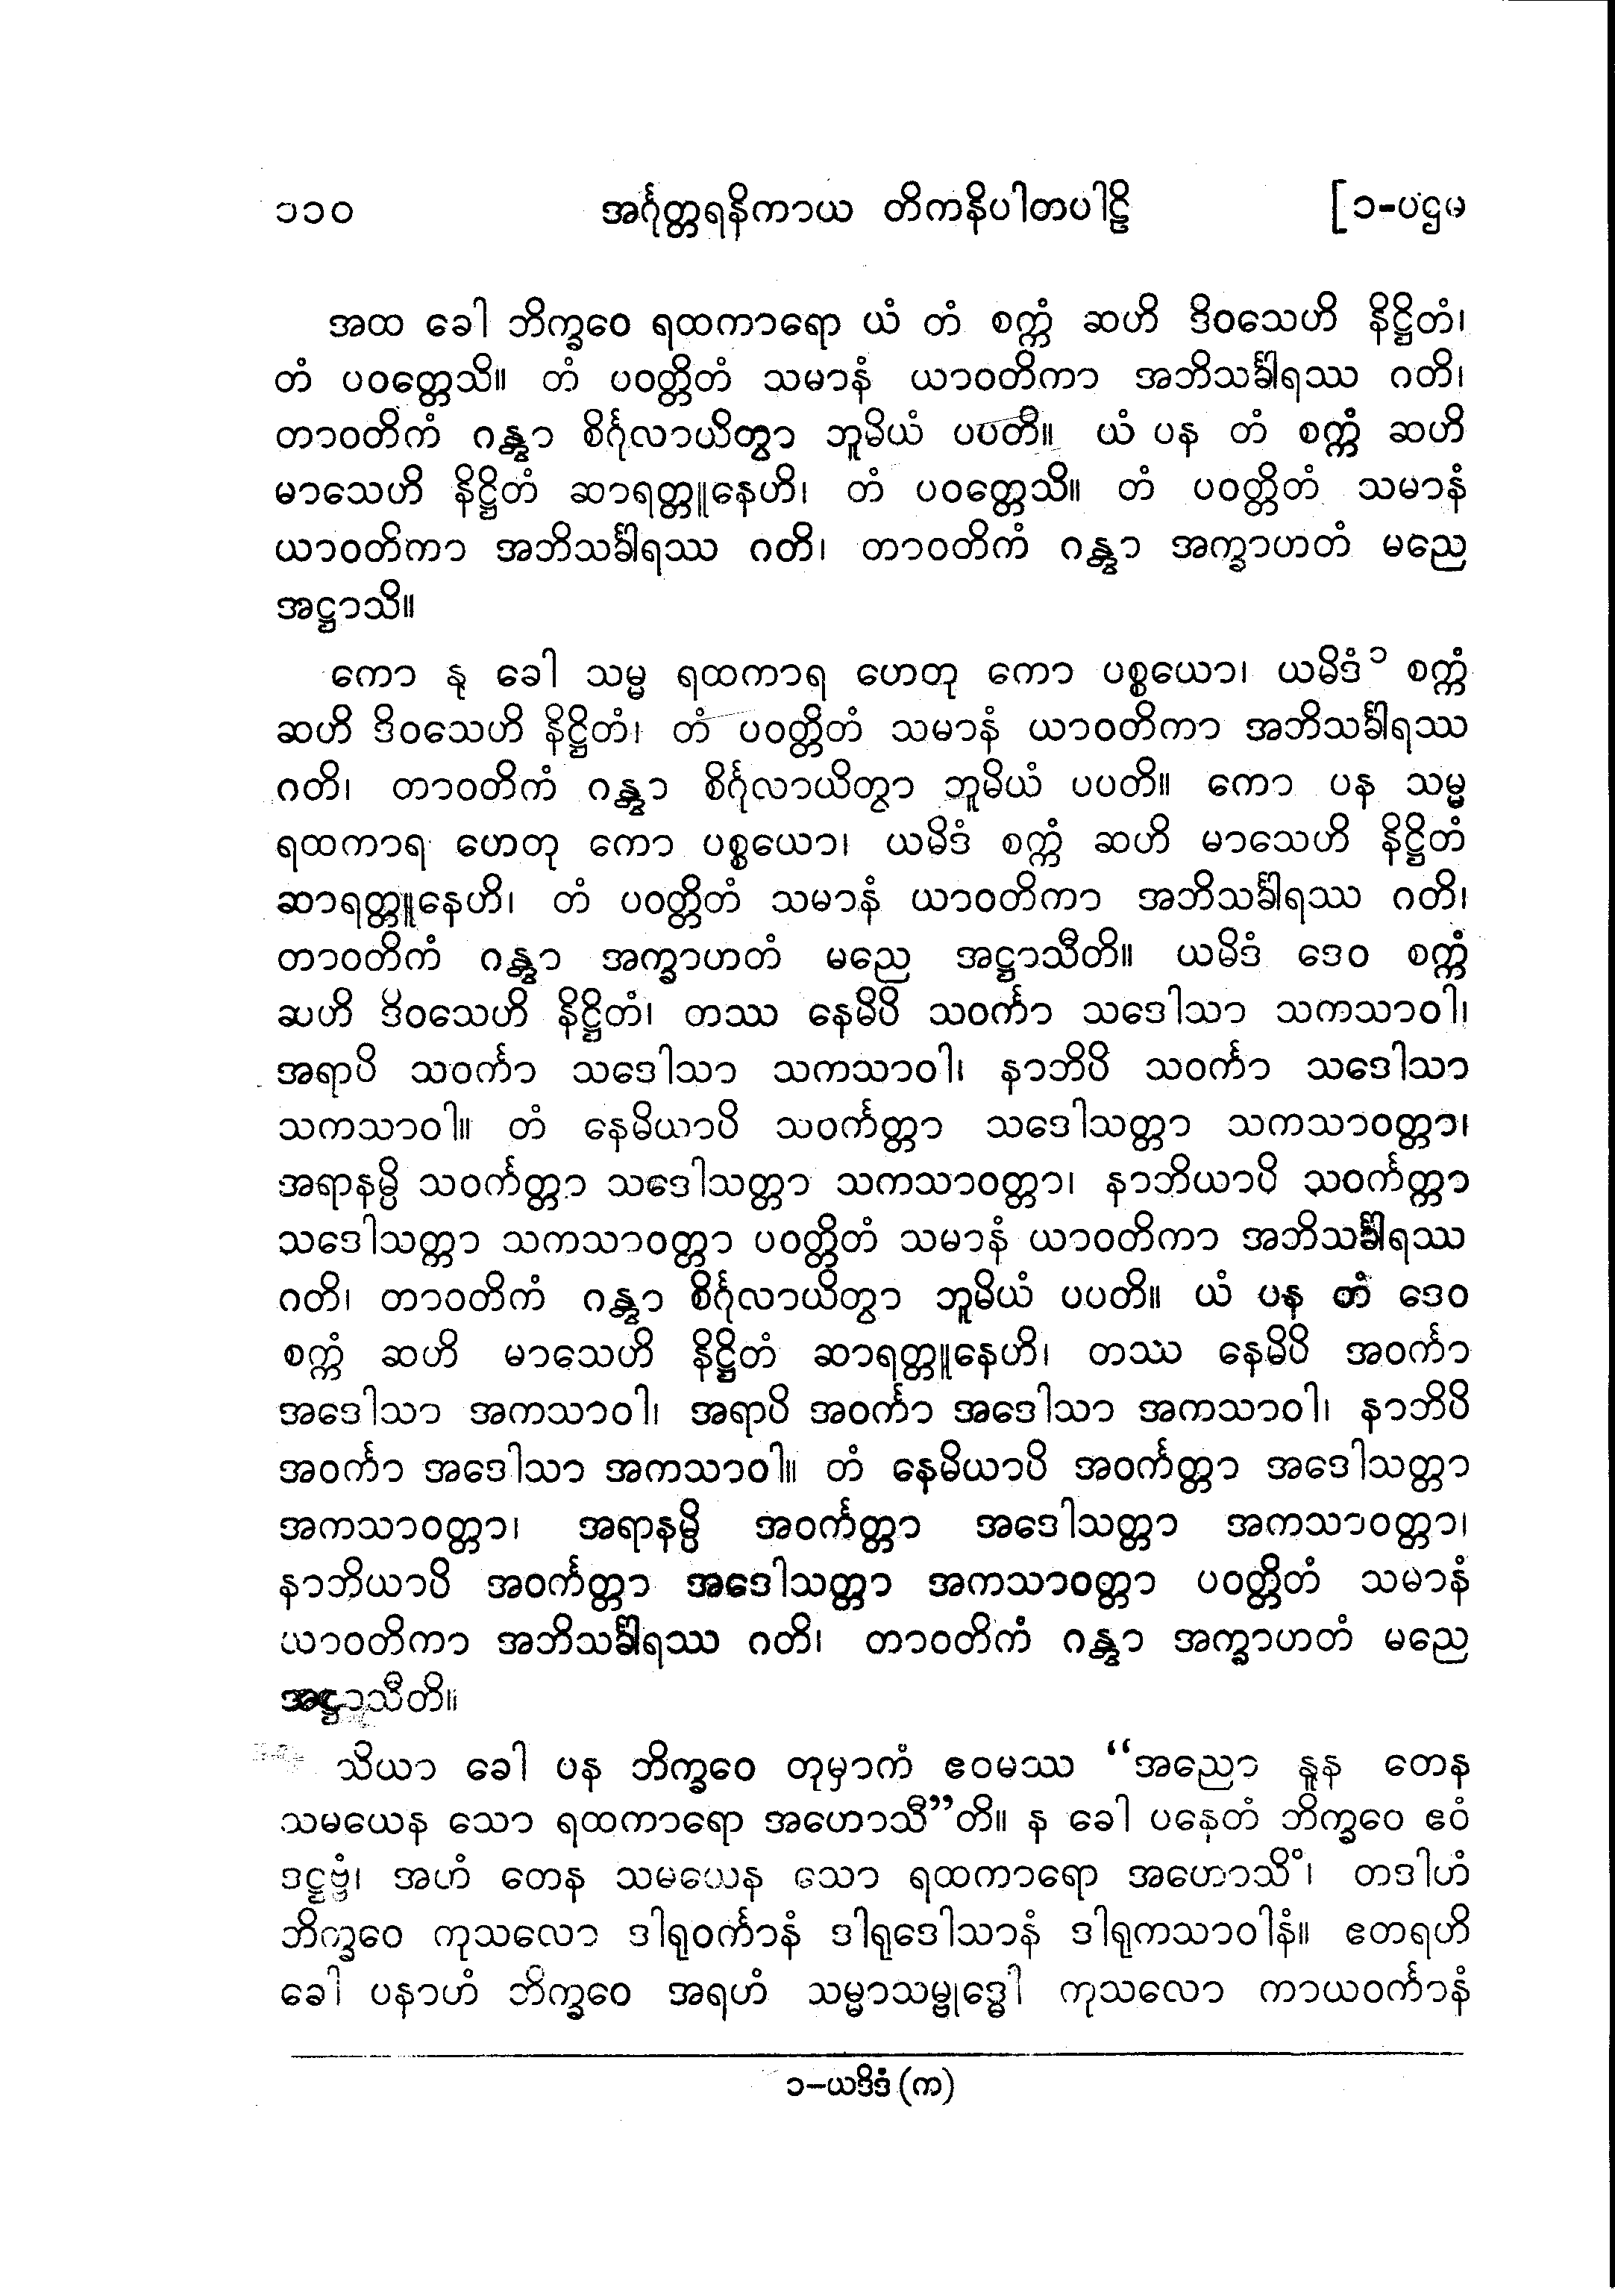 ၁၁၀ အင်္ဂုတ္တရနိကာယ တိကနိပါတပါဠိ [၁-ပဌမ
အထ ခေါ ဘိက္ခဝေ ရထကာရော ယံ တံ စက္ကံ ဆဟိ ဒိဝသေဟိ နိဋ္ဌိတံ၊
တံ ပဝတ္တေသိ။ တံ ပဝတ္တိတံ သမာနံ ယာဝတိကာ အဘိသင်္ခါရဿ ဂတိ၊
တာဝတိကံ ဂန္တွာ စိင်္ဂုလာယိတွာ ဘူမိယံ ပပတိ။ ယံ ပန တံ စက္ကံ ဆဟိ
မာသေဟိ နိဋ္ဌိတံ ဆာရတ္တူနေဟိ၊ တံ ပဝတ္တေသိ။ တံ ပဝတ္တိတံ သမာနံ
ယာဝတိကာ အဘိသင်္ခါရဿ ဂတိ၊ တာဝတိကံ ဂန္တွာ အက္ခာဟတံ မညေ
အဋ္ဌာသိ။
ကော နု ခေါ သမ္မ ရထကာရ ဟေတု ကော ပစ္စယော၊ ယမိဒံ၁ စက္ကံ
ဆဟိ ဒိဝသေဟိ နိဋ္ဌိတံ၊ တံ ပဝတ္တိတံ သမာနံ ယာဝတိကာ အဘိသင်္ခါရဿ
ဂတိ၊ တာဝတိကံ ဂန္တွာ စိင်္ဂုလာယိတွာ ဘူမိယံ ပပတိ။ ကော ပန သမ္မ
ရထကာရ ဟေတု ကော ပစ္စယော၊ ယမိဒံ စက္ကံ ဆဟိ မာသေဟိ နိဋ္ဌိတံ
ဆာရတ္တူနေဟိ၊ တံ ပဝတ္တိတံ သမာနံ ယာဝတိကာ အဘိသင်္ခါရဿ ဂတိ၊
တာဝတိကံ ဂန္တွာ အက္ခာဟတံ မညေ အဋ္ဌာသီတိ။ ယမိဒံ ဒေဝ စက္ကံ
ဆဟိ ဒိဝသေဟိ နိဋ္ဌိတံ၊ တဿ နေမိပိ သဝင်္ကာ သဒေါသာ သကသာဝါ၊
အရာပိ သဝင်္ကာ သဒေါသာ သကသာဝါ၊ နာဘိပိ သဝင်္ကာ သဒေါသာ
သကသာဝါ။ တံ နေမိယာပိ သဝင်္ကတ္တာ သဒေါသတ္တာ သကသာဝတ္တာ၊
အရာနမ္ပိ သဝင်္ကတ္တာ သဒေါသတ္တာ သကသာဝတ္တာ၊ နာဘိယာပိ သဝင်္ကတ္တာ
သဒေါသတ္တာ သကသာဝတ္တာ ပဝတ္တိတံ သမာနံ ယာဝတိကာ အဘိသင်္ခါရဿ
ဂတိ၊ တာဝတိကံ ဂန္တွာ စိင်္ဂုလာယိတွာ ဘူမိယံ ပပတိ။ ယံ ပန တံ ဒေဝ
စက္ကံ ဆဟိ မာသေဟိ နိဋ္ဌိတံ ဆာရတ္တူနေဟိ၊ တဿ နေမိပိ အဝင်္ကာ
အဒေါသာ အကသာဝါ၊ အရာပိ အဝင်္ကာ အဒေါသာ အကသာဝါ၊ နာဘိပိ
အဝင်္ကာ အဒေါသာ အကသာဝါ။ တံ နေမိယာပိ အဝင်္ကတ္တာ အဒေါသတ္တာ
အကသာဝတ္တာ၊ အရာနမ္ပိ အဝင်္ကတ္တာ အဒေါသတ္တာ အကသာဝတ္တာ၊
နာဘိယာပိ အဝင်္ကတ္တာ အဒေါသတ္တာ အကသာဝတ္တာ ပဝတ္တိတံ သမာနံ
ယာဝတိကာ အဘိသင်္ခါရဿ ဂတိ၊ တာဝတိကံ ဂန္တွာ အက္ခာဟတံ မညေ
အဋ္ဌာသီတိ။
သိယာ ခေါ ပန ဘိက္ခဝေ တုမှာကံ ဧဝမဿ “အညော နူန တေန
သမယေန သော ရထကာရော အဟောသီ”တိ။ န ခေါ ပနေတံ ဘိက္ခဝေ ဧဝံ
ဒဋ္ဌဗ္ဗံ၊ အဟံ တေန သမယေန သော ရထကာရော အဟောသိံ၊ တဒါဟံ
ဘိက္ခဝေ ကုသလော ဒါရုဝင်္ကာနံ ဒါရုဒေါသာနံ ဒါရုကသာဝါနံ။ ဧတရဟိ
ခေါ ပနာဟံ ဘိက္ခဝေ အရဟံ သမ္မာသမ္ဗုဒ္ဓေါ ကုသလော ကာယဝင်္ကာနံ
၁-ယဒိဒံ (က)